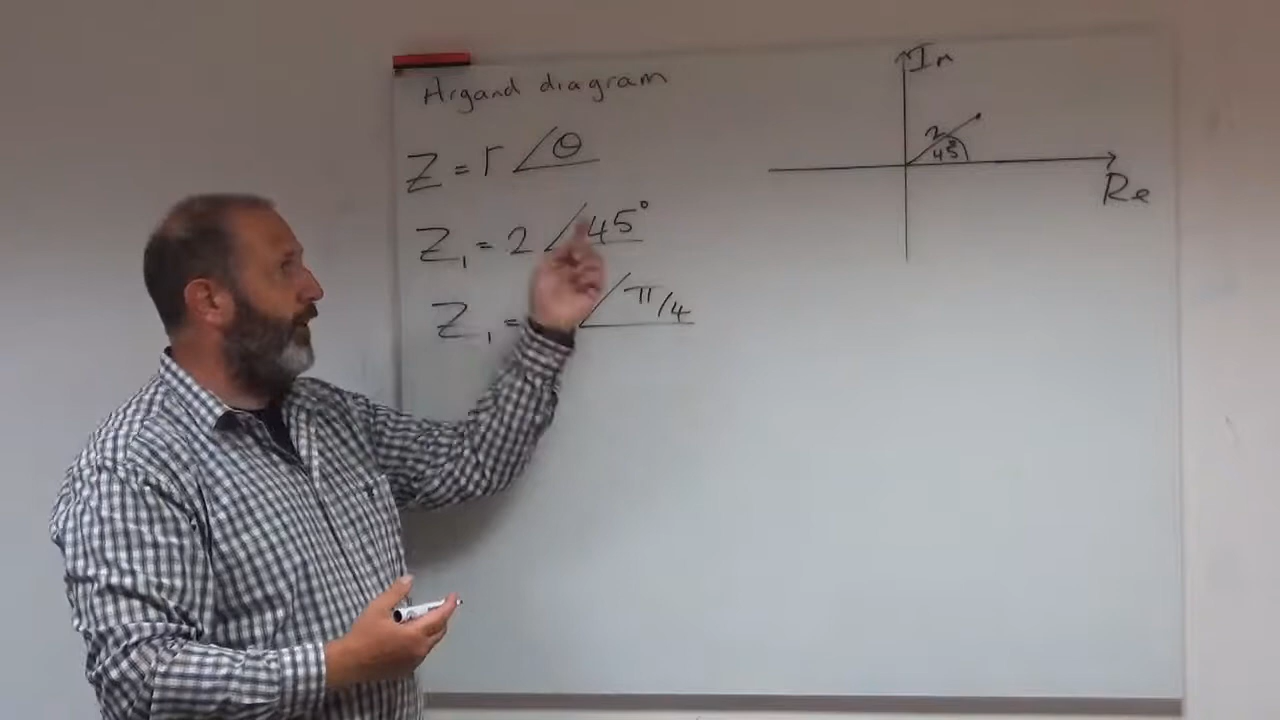 Argand diagram
Z = r∠θ
Z₁ = 2∠45°
Z₁ = ∠π/4
Im
2
45°
Re